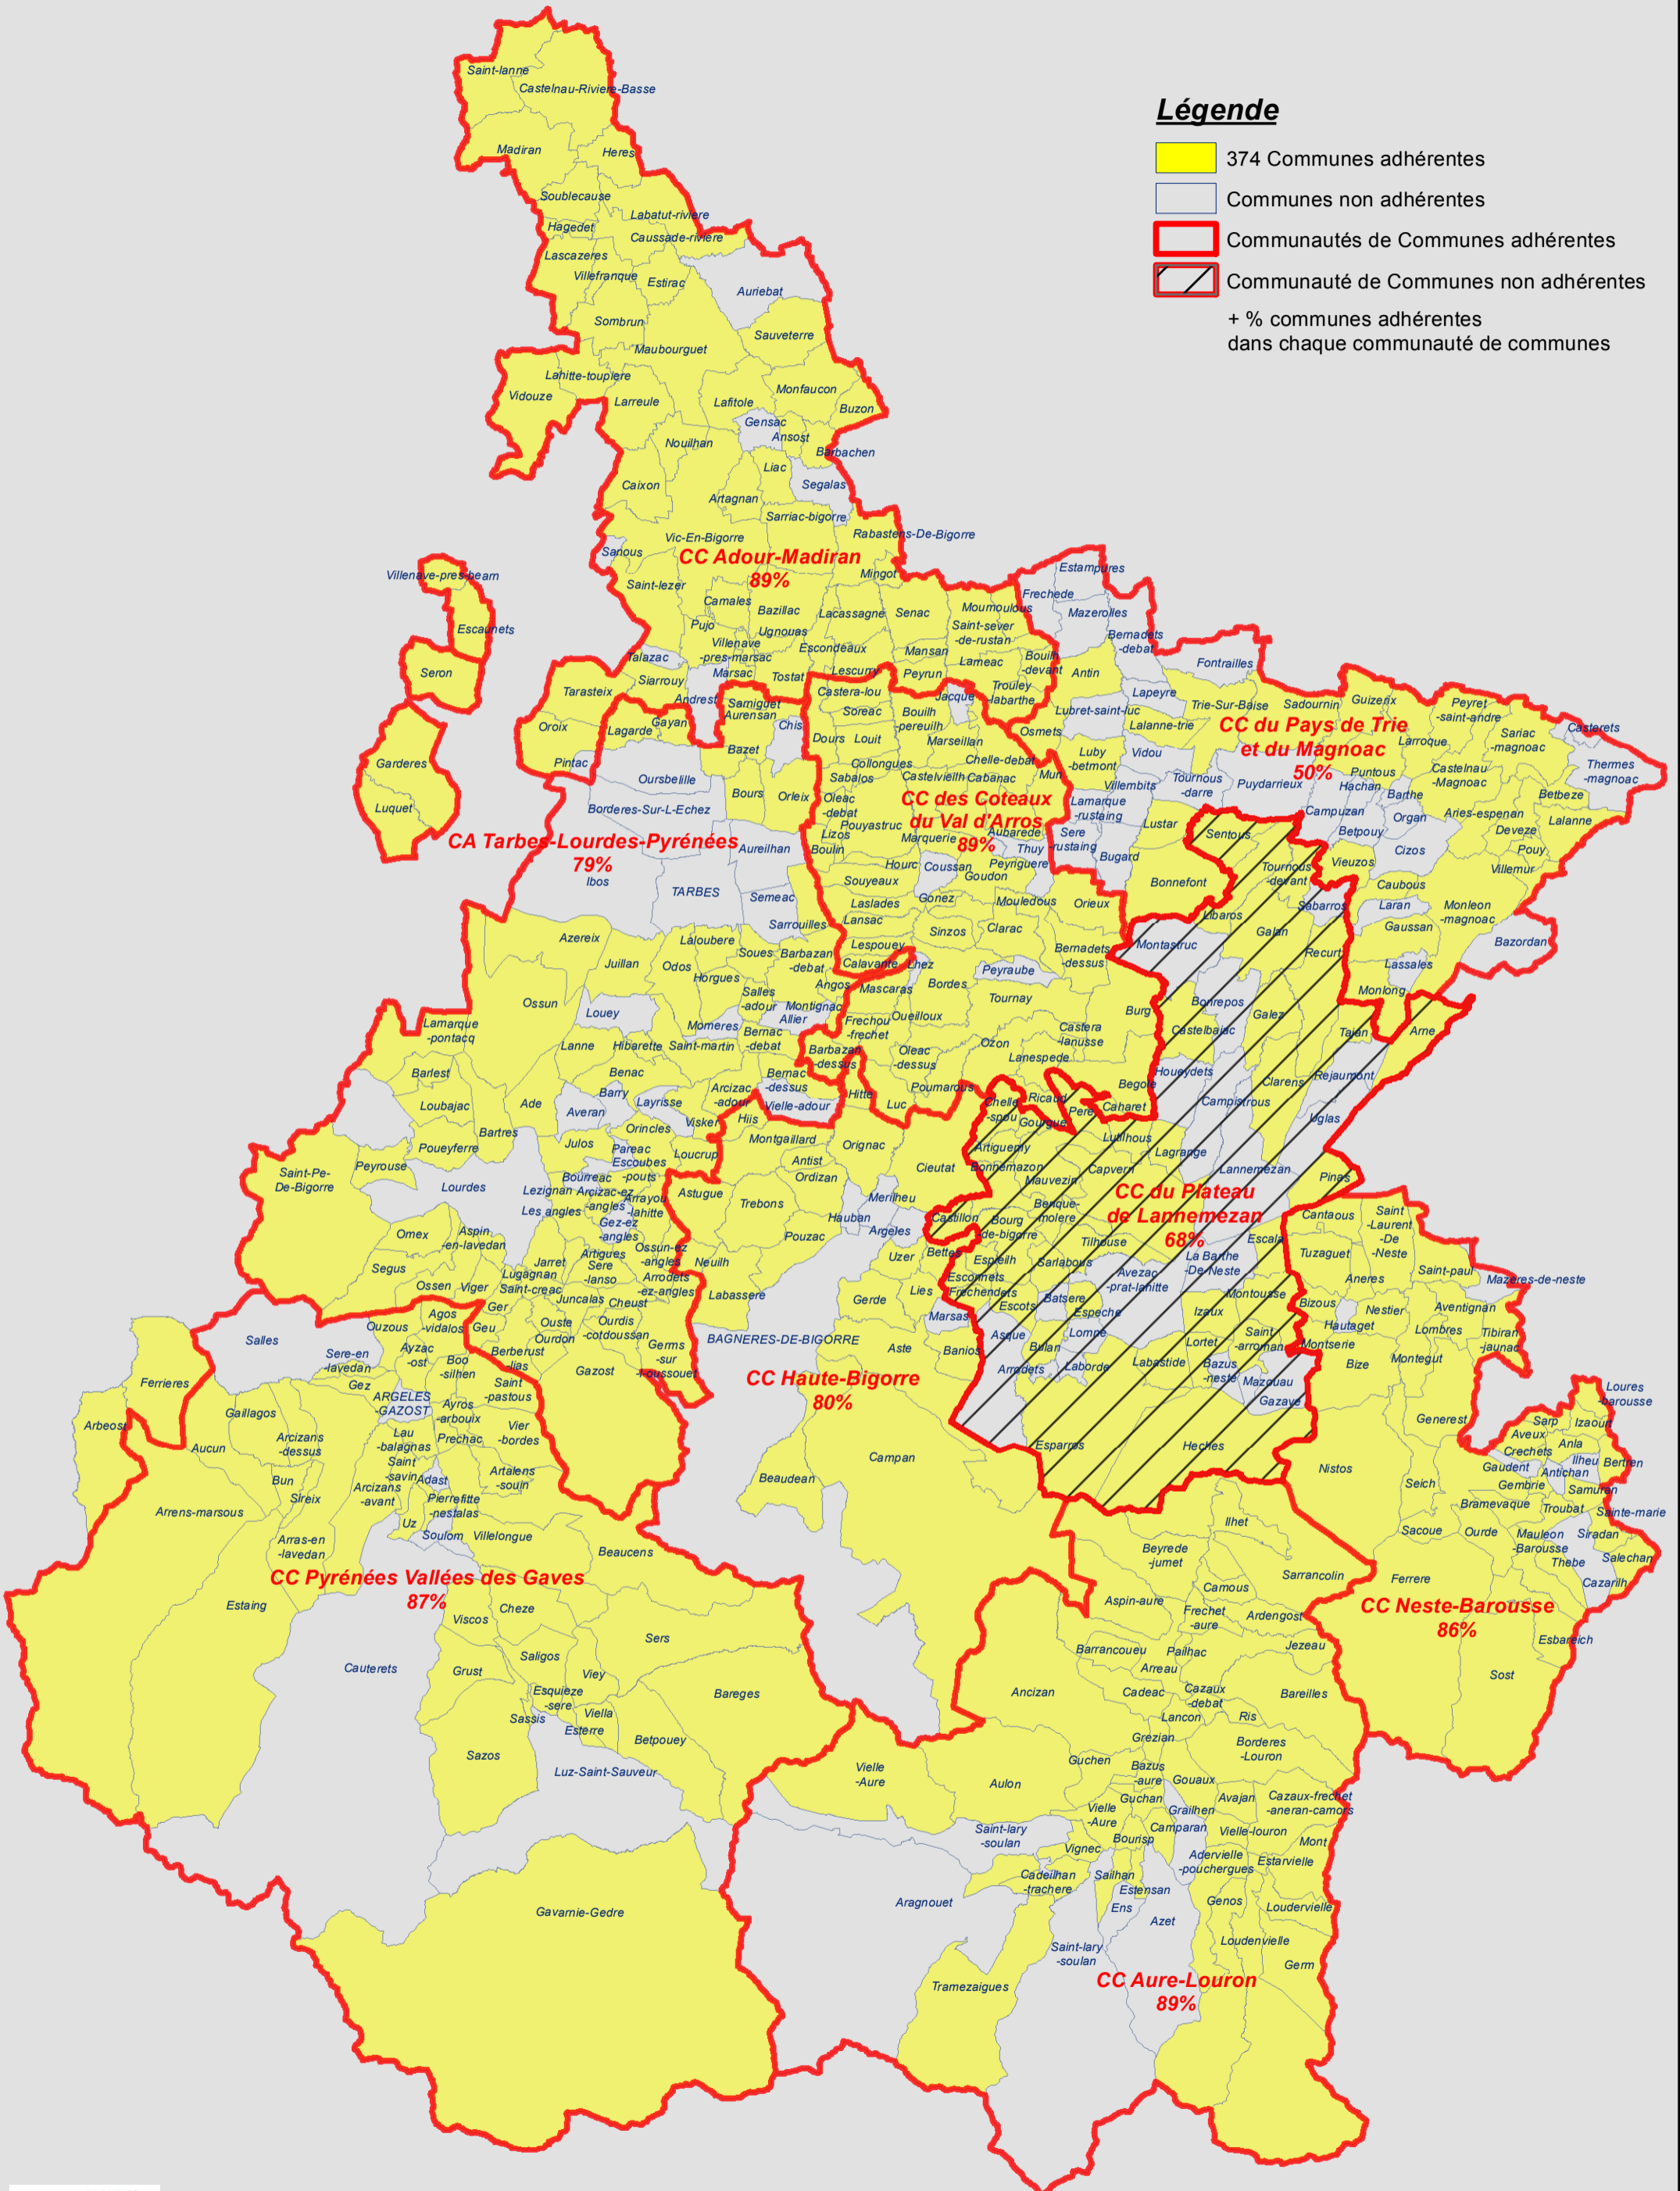 Légende
374 Communes adhérentes
Communes non adhérentes
Communautés de Communes adhérentes
Communauté de Communes non adhérentes
+ % communes adhérentes
dans chaque communauté de communes
Saint-lanne
Castelnau-Riviere-Basse
Madiran
Heres
Soublecause
Labatut-riviere
Hagedet
Caussade-riviere
Lascazeres
Villefranque
Estirac
Auriebat
Sombrun
Sauveterre
Maubourguet
Lahitte-toupiere
Vidouze
Larreule
Lafitole
Monfaucon
Buzon
Gensac
Ansost
Nouilhan
Barbachen
Liac
Caixon
Segalas
Artagnan
Sarriac-bigorre
Rabastens-De-Bigorre
Vic-En-Bigorre
Sanous
CC Adour-Madiran
89%
Mingot
Saint-lezer
Camales
Bazillac
Lacassagne
Senac
Moumoulous
Pujo
Ugnouas
Saint-sever
-de-rustan
Villenave
-pres-marsac
Escondeaux
Mansan
Lameac
Bouilh
-devant
Talazac
Siarrouy
Marsac
Tostat
Lescurry
Peyrun
Trouley
-labarthe
Andrest
Villenave-pres-bearn
Escaunets
Seron
Garderes
Luquet
Tarasteix
Oroix
Pintac
Lagarde
Gayan
Sarniguet
Aurensan
Chis
Bazet
Oursbelille
Bours
Orleix
Borderes-Sur-L-Echez
CA Tarbes-Lourdes-Pyrénées
79%
Ibos
Aureilhan
TARBES
Semeac
Sarrouilles
Castera-lou
Jacque
Soreac
Bouilh
-pereuilh
Dours
Louit
Marseillan
Osmets
Collongues
Chelle-debat
Sabalos
Castelvieilh
Cabanac
Mun
Oleac
-debat
CC des Coteaux
du Val d'Arros
89%
Lizos
Pouyastruc
Marquerie
Aubarede
Thuy
Boulin
Hourc
Coussan
Peyriguere
Goudon
Souyeaux
Gonez
Mouledous
Orieux
Laslades
Lansac
Sinzos
Clarac
Lespouey
Bernadets
-dessus
Calavante
Lhez
Peyraube
Mascaras
Bordes
Tournay
Burg
Frechou
-frechet
Oueilloux
Castera
-lanusse
Ozon
Oleac
-dessus
Lanespede
Begole
Poumarous
Caharet
Ricaud
Pere
Hitte
Luc
Estampures
Frechede
Mazerolles
Bernadets
-debat
Fontrailles
Antin
Lapeyre
Trie-Sur-Baise
Sadournin
Guizerix
Peyret
-saint-andre
Lubret-saint-luc
Lalanne-trie
CC du Pays de Trie
et du Magnoac
50%
Larroque
Sariac
-magnoac
Casterets
Luby
-betmont
Vidou
Thermes
-magnoac
Villembits
Tournous
-darre
Puydarrieux
Puntous
Hachan
Castelnau
-Magnoac
Betbeze
Lamarque
-rustaing
Campuzan
Barthe
Organ
Aries-espenan
Lalanne
Sere
-rustaing
Lustar
Betpouy
Deveze
Cizos
Pouy
Bugard
Vieuzos
Villemur
Bonnefont
Caubous
Laran
Monleon
-magnoac
Gaussan
Bazordan
Lassales
Monlong
Sentous
Tournous
-devant
Sabarros
Libaros
Montastruc
Galan
Recurt
Bonrepos
Galez
Castelbajac
Tajan
Arne
Houeydets
Clarens
Rejaumont
Campistrous
Uglas
Chelle
-spou
Gourgue
Lutilhous
Artiguemy
Lagrange
Bonnemazon
Capvern
Lannemezan
Pinas
Mauvezin
CC du Plateau
de Lannemezan
68%
Castillon
Benque
-molere
Bourg
-de-bigorre
Tilhouse
Escala
Espieilh
Sarlabous
La Barthe
-De-Neste
Esconnets
Avezac
-prat-lahitte
Frechendets
Escots
Batsere
Montousse
Espeche
Izaux
Asque
Bulan
Lomne
Lortet
Saint
-arroman
Arrodets
Laborde
Labastide
Bazus
-neste
Mazouau
Gazave
Esparros
Heches
Azereix
Laloubere
Juillan
Odos
Soues
Barbazan
-debat
Horgues
Angos
Ossun
Salles
-adour
Montignac
Louey
Allier
Lamarque
-pontacq
Momeres
Bernac
-debat
Lanne
Hibarette
Saint-martin
Barbazan
-dessus
Barlest
Benac
Bernac
-dessus
Barry
Arcizac
-adour
Vielle-adour
Loubajac
Ade
Averan
Layrisse
Visker
Hiis
Orincles
Bartres
Julos
Pareac
Loucrup
Poueyferre
Escoubes
-pouts
Saint-Pe-
De-Bigorre
Peyrouse
Bourreac
Lourdes
Lezignan
Arcizac-ez
-angles
Arrayou
-lahitte
Les angles
Gez-ez
-angles
Omex
Aspin
-en-lavedan
Jarret
Artigues
Ossun-ez
-angles
Segus
Sere
-lanso
Lugagnan
Arrodets
-ez-angles
Ossen
Viger
Saint-creac
Juncalas
Cheust
Ger
Geu
Ouste
Ourdis
-cotdoussan
Ourdon
Berberust
-lias
Germs
-sur
-l-oussouet
Gazost
Montgaillard
Orignac
Antist
Cieutat
Ordizan
Astugue
Trebons
Merilheu
Hauban
Argeles
Pouzac
Uzer
Bettes
Neuilh
Labassere
Gerde
Lies
Marsas
BAGNERES-DE-BIGORRE
Aste
Banios
CC Haute-Bigorre
80%
Campan
Beaudean
Salles
Ouzous
Agos
-vidalos
Ferrieres
Sere-en
-lavedan
Ayzac
-ost
Boo
-silhen
Gez
ARGELES
-GAZOST
Saint
-pastous
Arbeost
Gaillagos
Ayros
-arbouix
Arcizans
-dessus
Lau
-balagnas
Prechac
Vier
-bordes
Aucun
Saint
-savin
Adast
Bun
Sireix
Arcizans
-avant
Artalens
-souin
Arrens-marsous
Pierrefitte
-nestalas
Uz
Arras-en
-lavedan
Soulom
Villelongue
Beaucens
CC Pyrénées Vallées des Gaves
87%
Estaing
Viscos
Cheze
Sers
Cauterets
Saligos
Grust
Viey
Esquieze
-sere
Bareges
Sassis
Viella
Esterre
Sazos
Betpouey
Luz-Saint-Sauveur
Gavarnie-Gedre
Cantaous
Saint
-Laurent
-De
-Neste
Tuzaguet
Saint-paul
Aneres
Mazeres-de-neste
Bizous
Nestier
Aventignan
Hautaget
Lombres
Tibiran
-jaunac
Montserie
Bize
Montegut
Generest
Loures
-barousse
Sarp
Izaourt
Aveux
Anla
Crechets
Ilheu
Bertren
Gaudent
Antichan
Nistos
Seich
Gembrie
Samuran
Bramevaque
Troubat
Sainte-marie
Sacoue
Ourde
Mauleon
-Barousse
Siradan
Thebe
Salechan
Ferrere
Cazarilh
CC Neste-Barousse
86%
Esbareich
Sost
Ilhet
Beyrede
-jumet
Sarrancolin
Camous
Aspin-aure
Frechet
-aure
Ardengost
Barrancoueu
Pailhac
Jezeau
Arreau
Ancizan
Cadeac
Cazaux
-debat
Bareilles
Lancon
Ris
Grezian
Borderes
-Louron
Guchen
Vielle
-Aure
Aulon
Bazus
-aure
Gouaux
Guchan
Avajan
Cazaux-frechet
-aneran-camors
Vielle
-Aure
Grailhen
Camparan
Saint-lary
-soulan
Bourisp
Vielle-louron
Mont
Vignec
Adervielle
-pouchergues
Estarvielle
Cadeilhan
-trachere
Sailhan
Estensan
Aragnouet
Ens
Genos
Loudervielle
Azet
Saint-lary
-soulan
Loudenvielle
Germ
Tramezaigues
CC Aure-Louron
89%